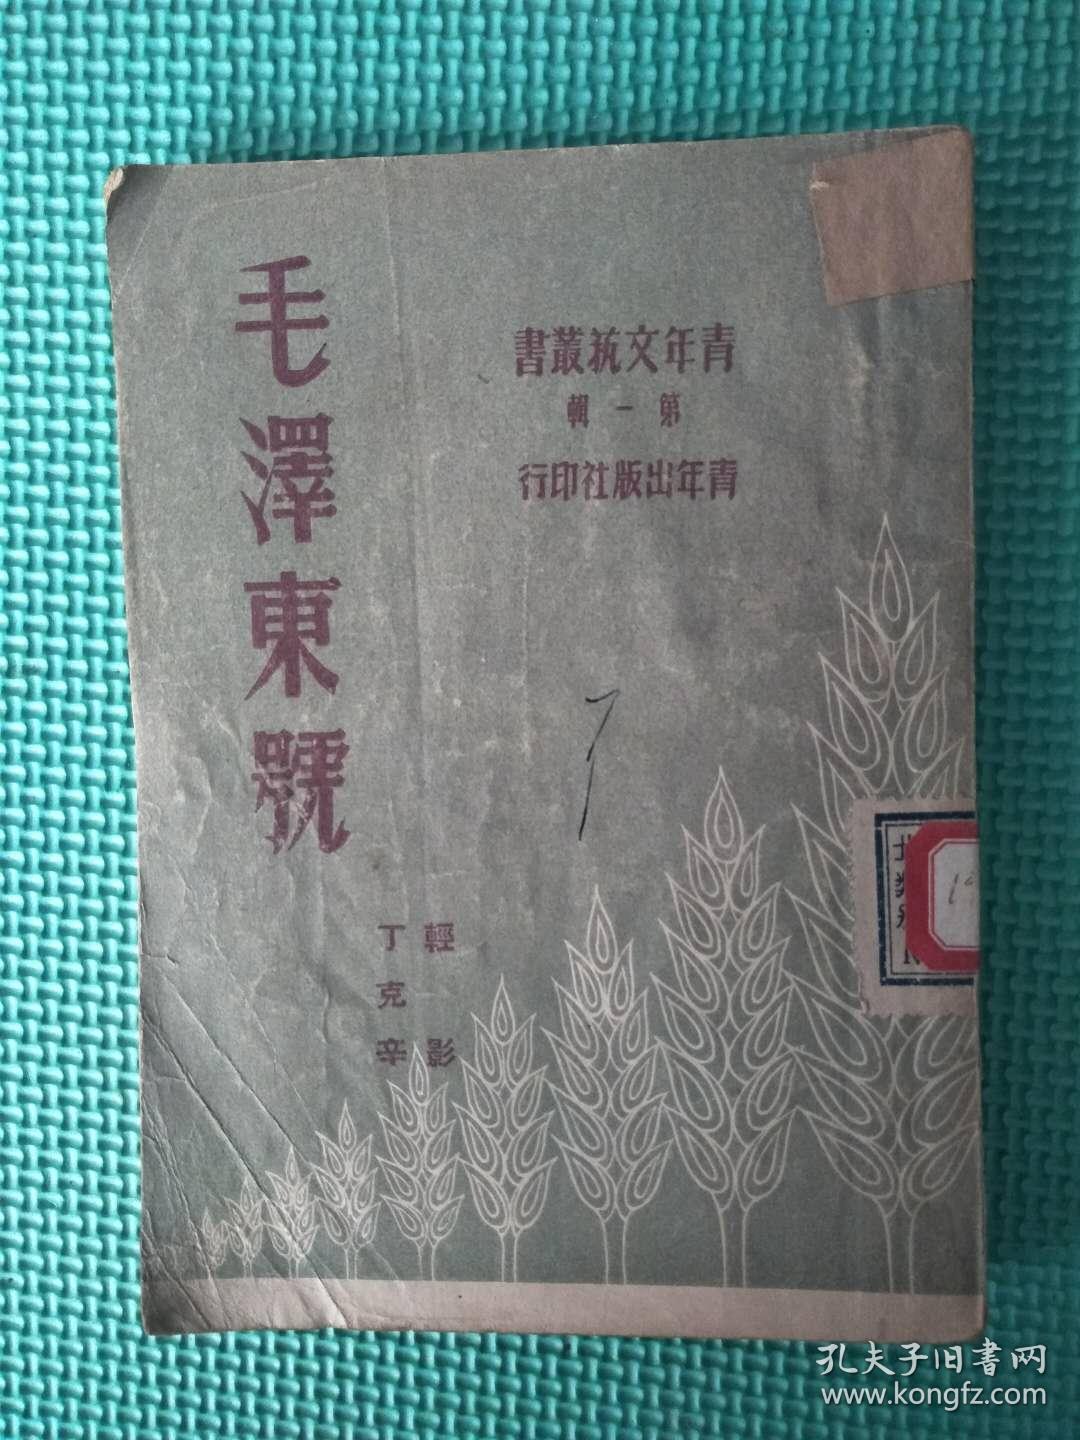 毛澤東號
青年文藝叢書
第一輯
青年出版社印行
輕影
丁克辛
7
孔夫子旧書网
www.kongfz.com